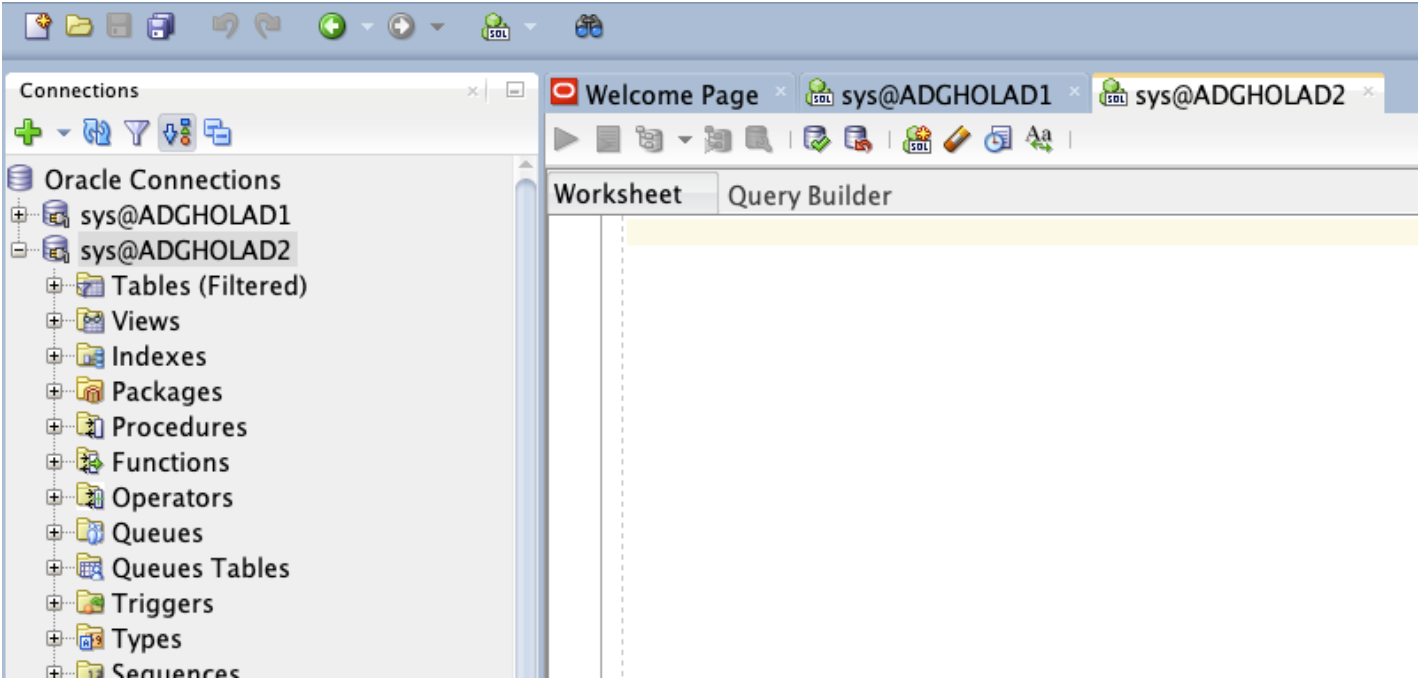 Connections
Oracle Connections
sys@ADGHOLAD1
sys@ADGHOLAD2
Tables (Filtered)
Views
Indexes
Packages
Procedures
Functions
Operators
Queues
Queues Tables
Triggers
Types
Sequences
Welcome Page
sys@ADGHOLAD1
sys@ADGHOLAD2
Worksheet
Query Builder